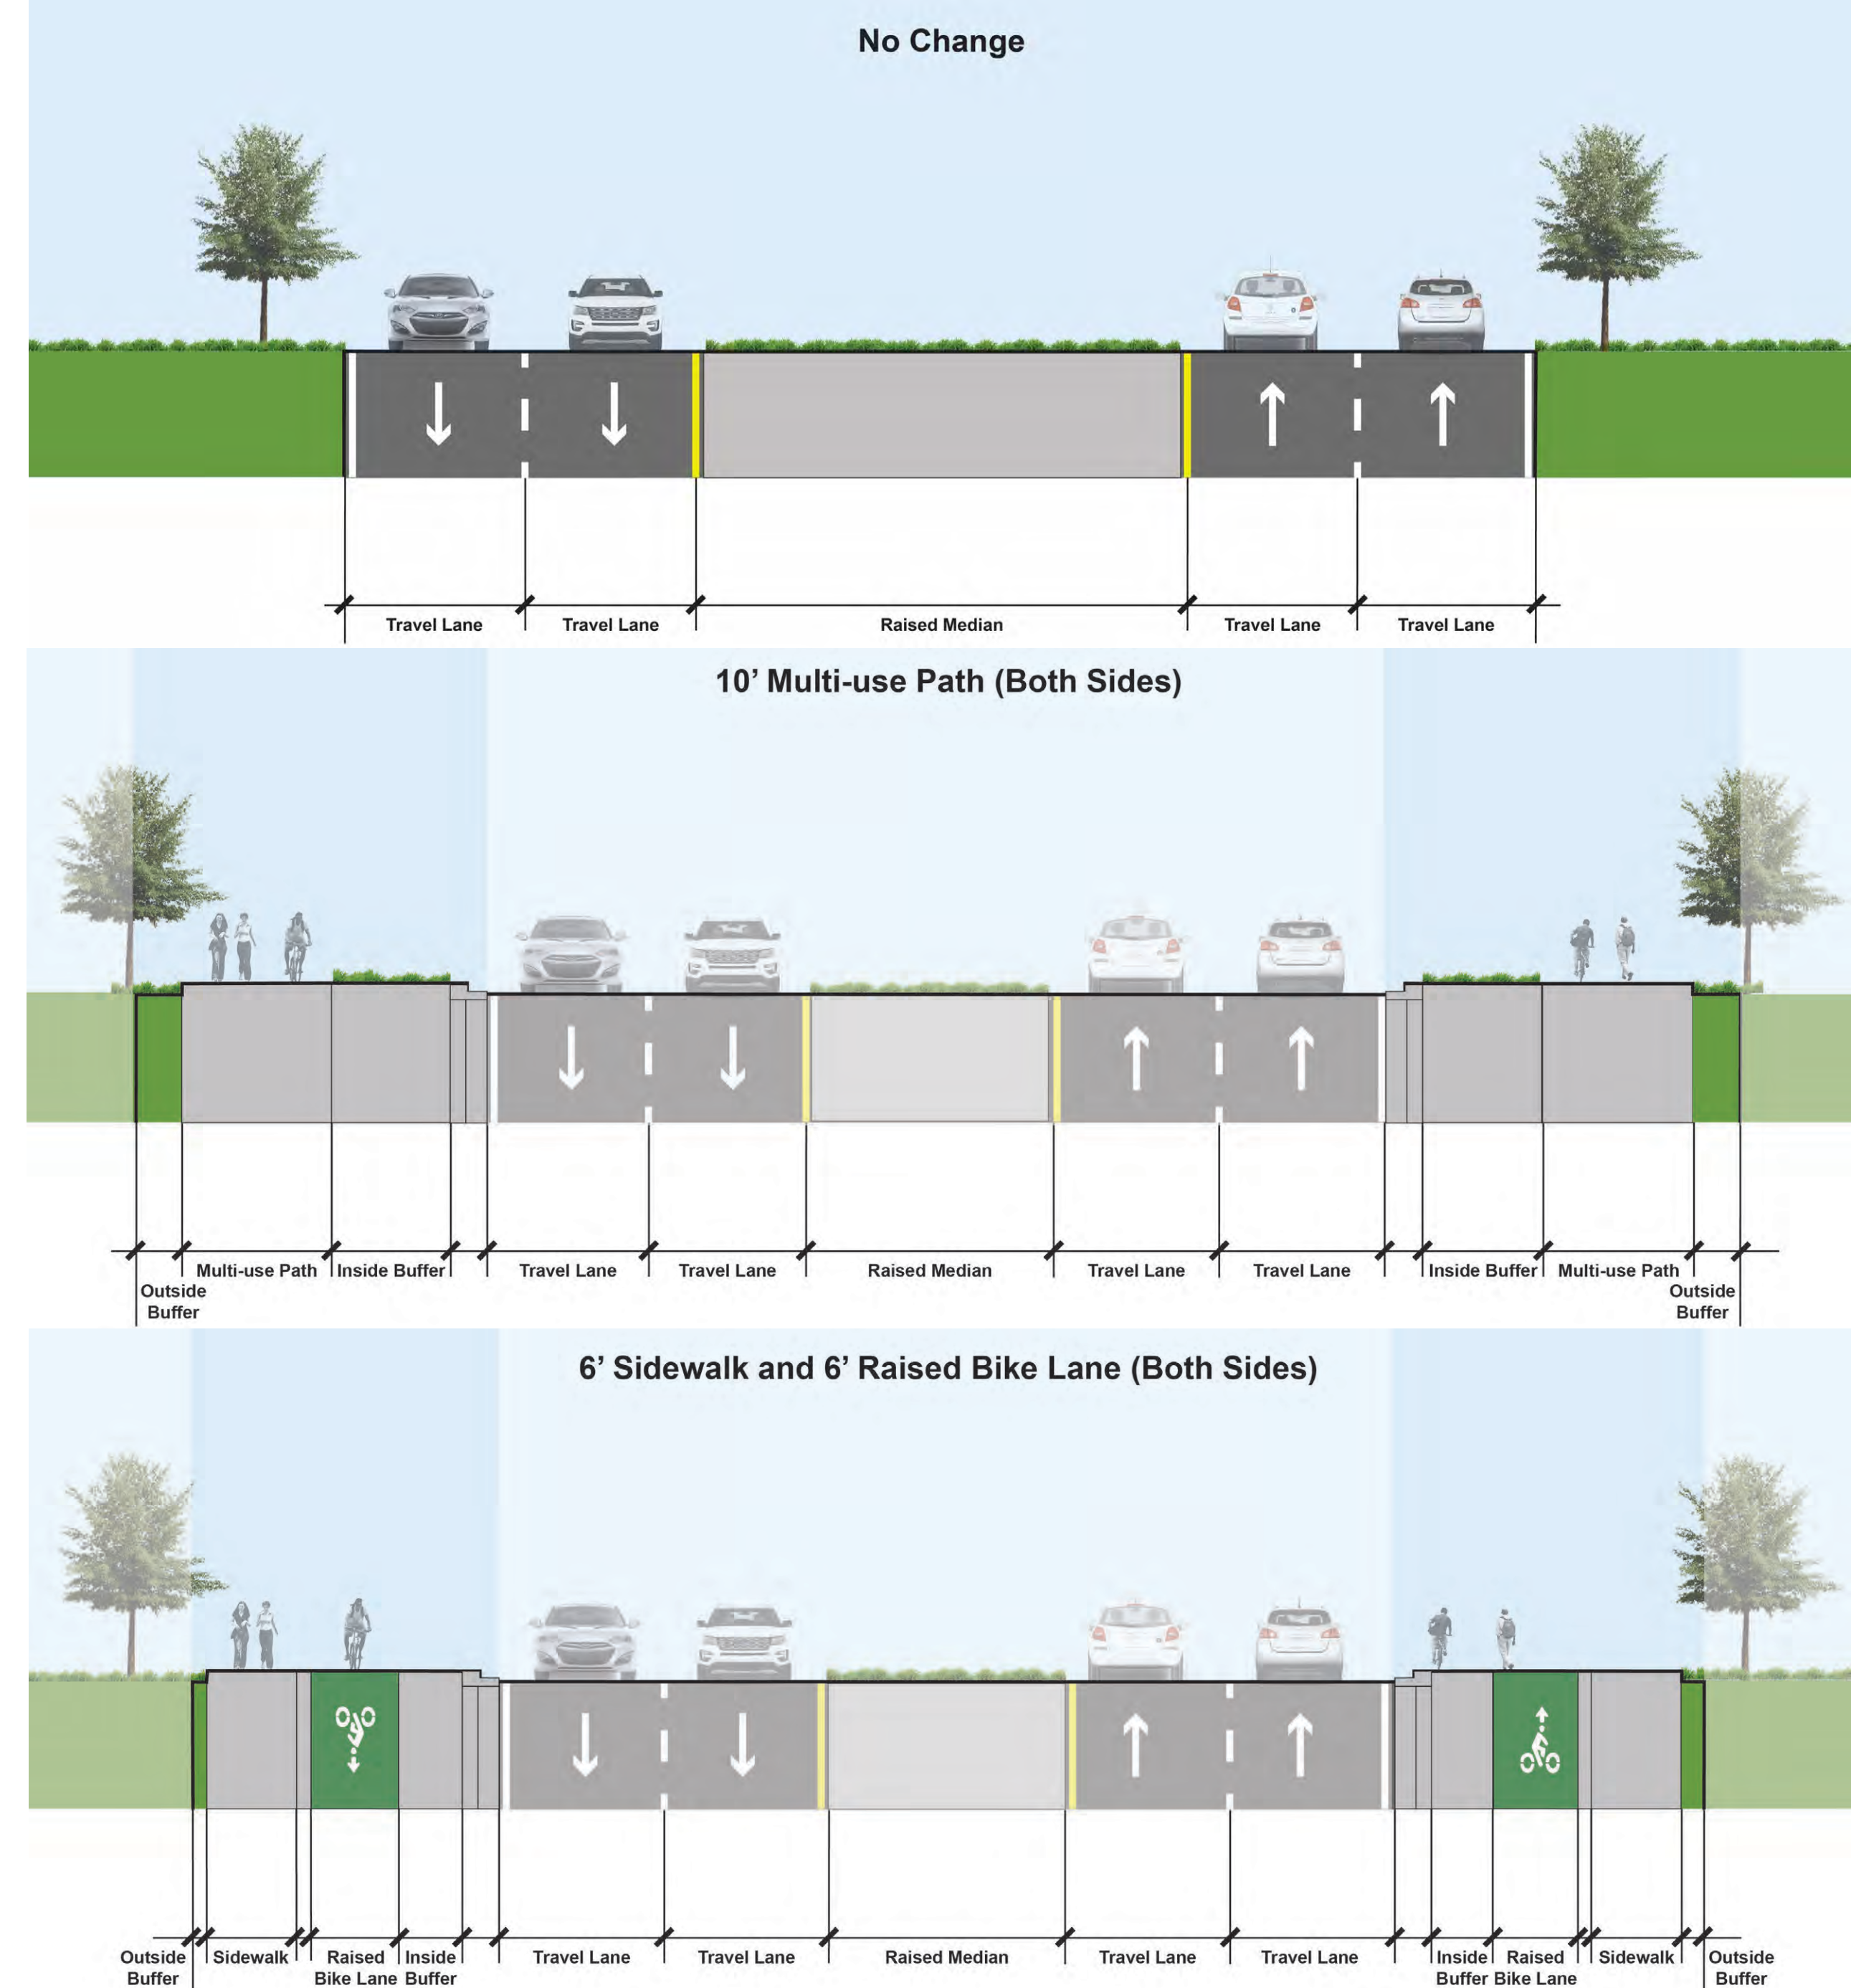 No Change
Travel Lane Travel Lane Raised Median Travel Lane Travel Lane
10’ Multi-use Path (Both Sides)
Multi-use Path Inside Buffer Travel Lane Travel Lane Raised Median Travel Lane Travel Lane Inside Buffer Multi-use Path
Outside Outside
Buffer Buffer
6’ Sidewalk and 6’ Raised Bike Lane (Both Sides)
Outside Sidewalk Raised Inside Travel Lane Travel Lane Raised Median Travel Lane Travel Lane Inside Raised Sidewalk Outside
Buffer Bike Lane Buffer Buffer Bike Lane Buffer